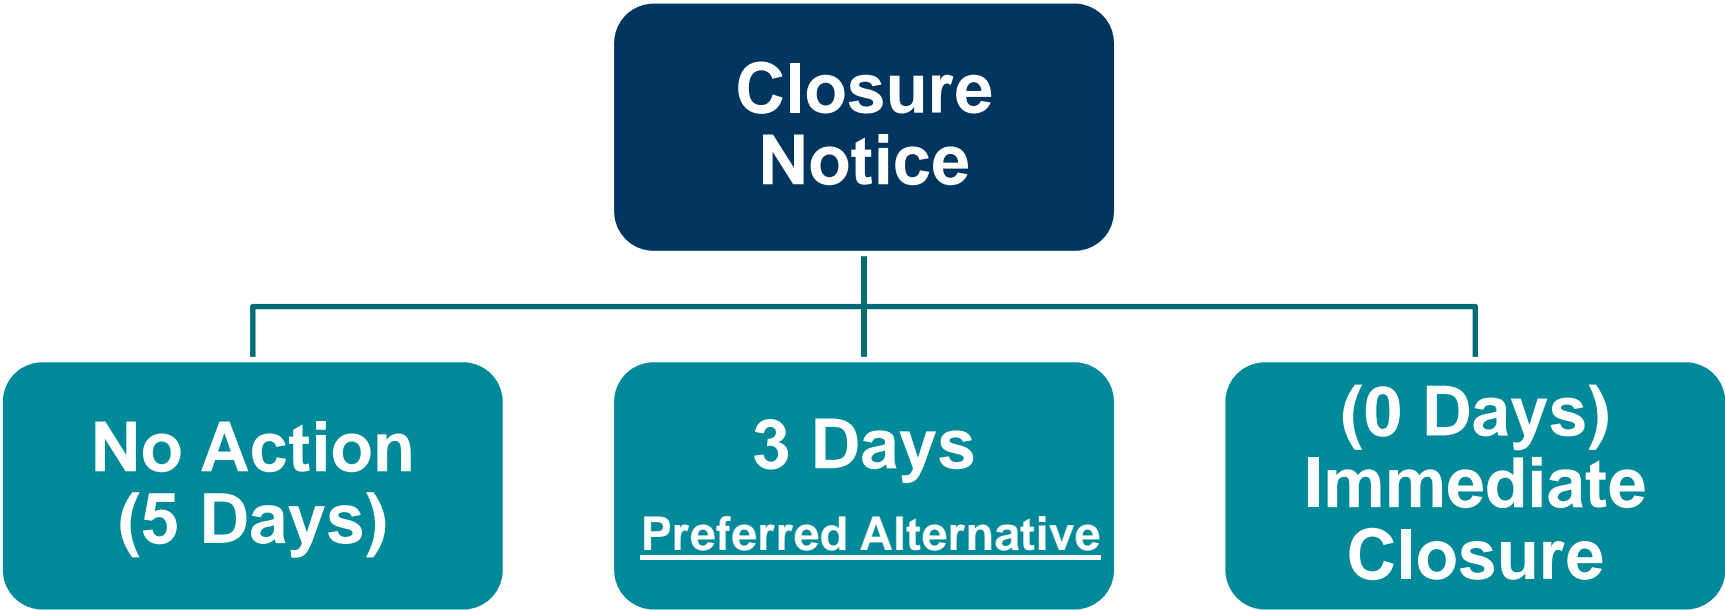 Closure
Notice
No Action
(5 Days)
3 Days
Preferred Alternative
(0 Days)
Immediate
Closure